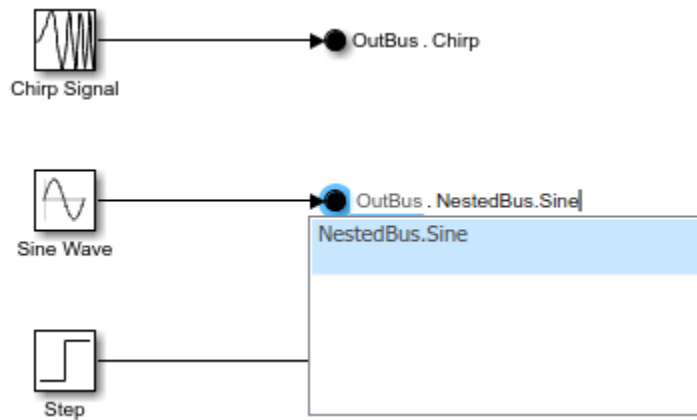 OutBus . Chirp
Chirp Signal
OutBus . NestedBus.Sine
NestedBus.Sine
Sine Wave
Step